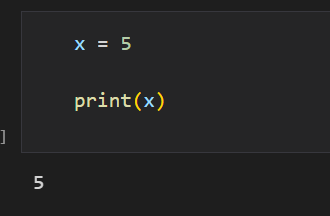 x = 5
print(x)
]
5